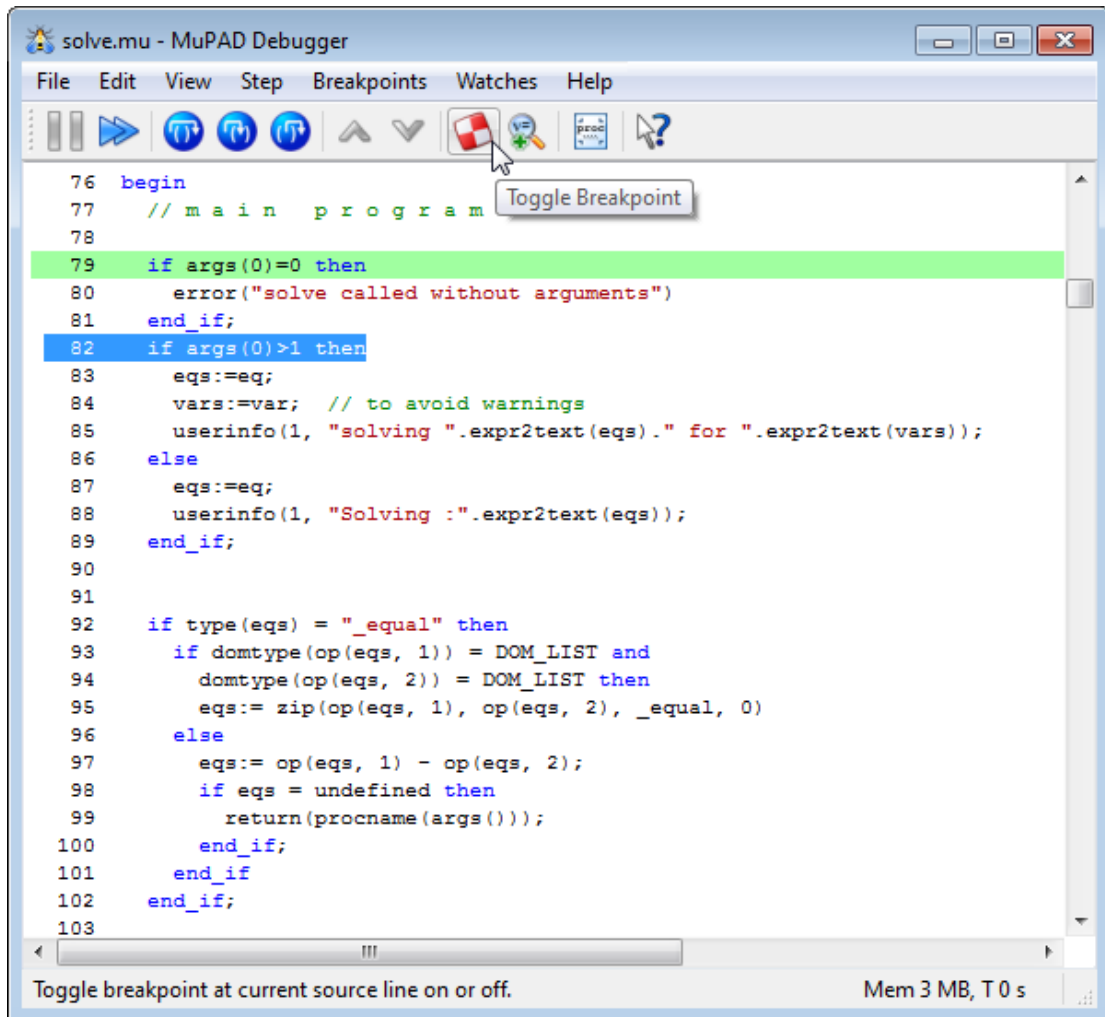 solve.mu - MuPAD Debugger
File Edit View Step Breakpoints Watches Help
v= proc ?
Toggle Breakpoint
76 begin
77   // m a i n   p r o g r a m
78
79   if args(0)=0 then
80     error("solve called without arguments")
81   end_if;
82   if args(0)>1 then
83     eqs:=eq;
84     vars:=var;  // to avoid warnings
85     userinfo(1, "solving ".expr2text(eqs)." for ".expr2text(vars));
86   else
87     eqs:=eq;
88     userinfo(1, "Solving :".expr2text(eqs));
89   end_if;
90
91
92   if type(eqs) = "_equal" then
93     if domtype(op(eqs, 1)) = DOM_LIST and
94       domtype(op(eqs, 2)) = DOM_LIST then
95       eqs:= zip(op(eqs, 1), op(eqs, 2), _equal, 0)
96     else
97       eqs:= op(eqs, 1) - op(eqs, 2);
98       if eqs = undefined then
99         return(procname(args()));
100       end_if;
101     end_if
102   end_if;
103
Toggle breakpoint at current source line on or off. Mem 3 MB, T 0 s